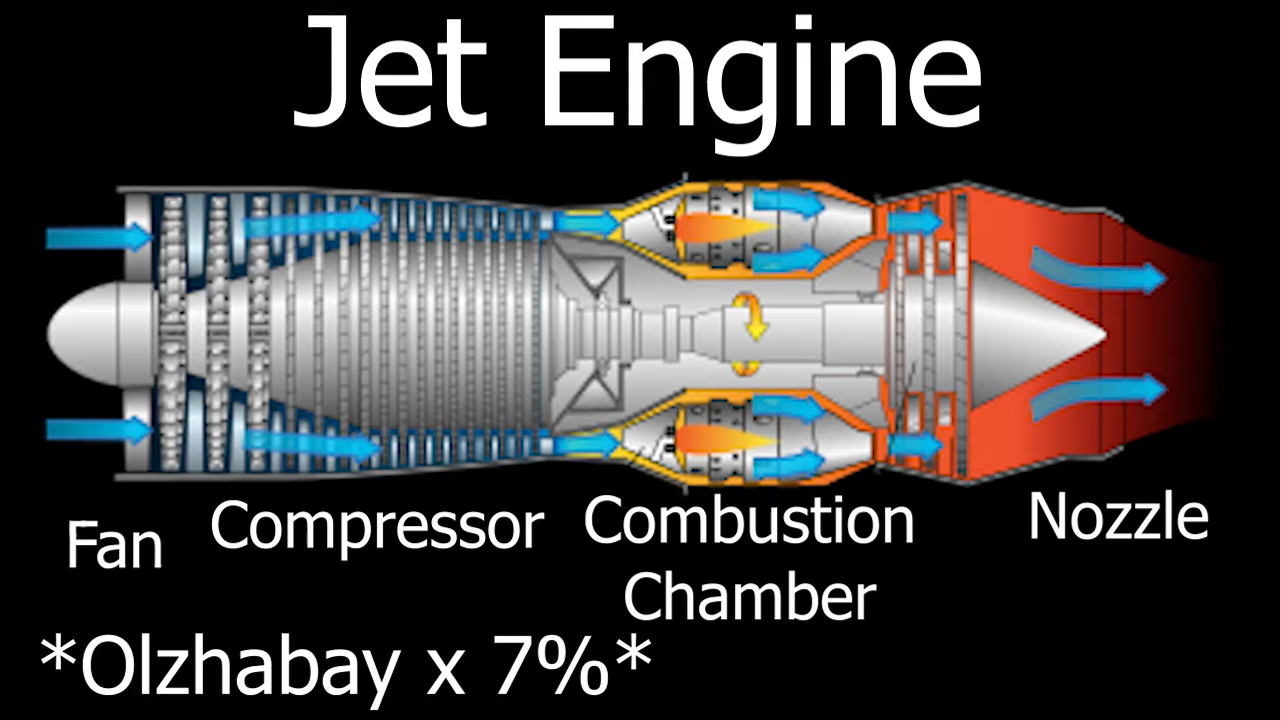 Jet Engine
Fan
Compressor
Combustion
Chamber
Nozzle
*Olzhabay x 7%*